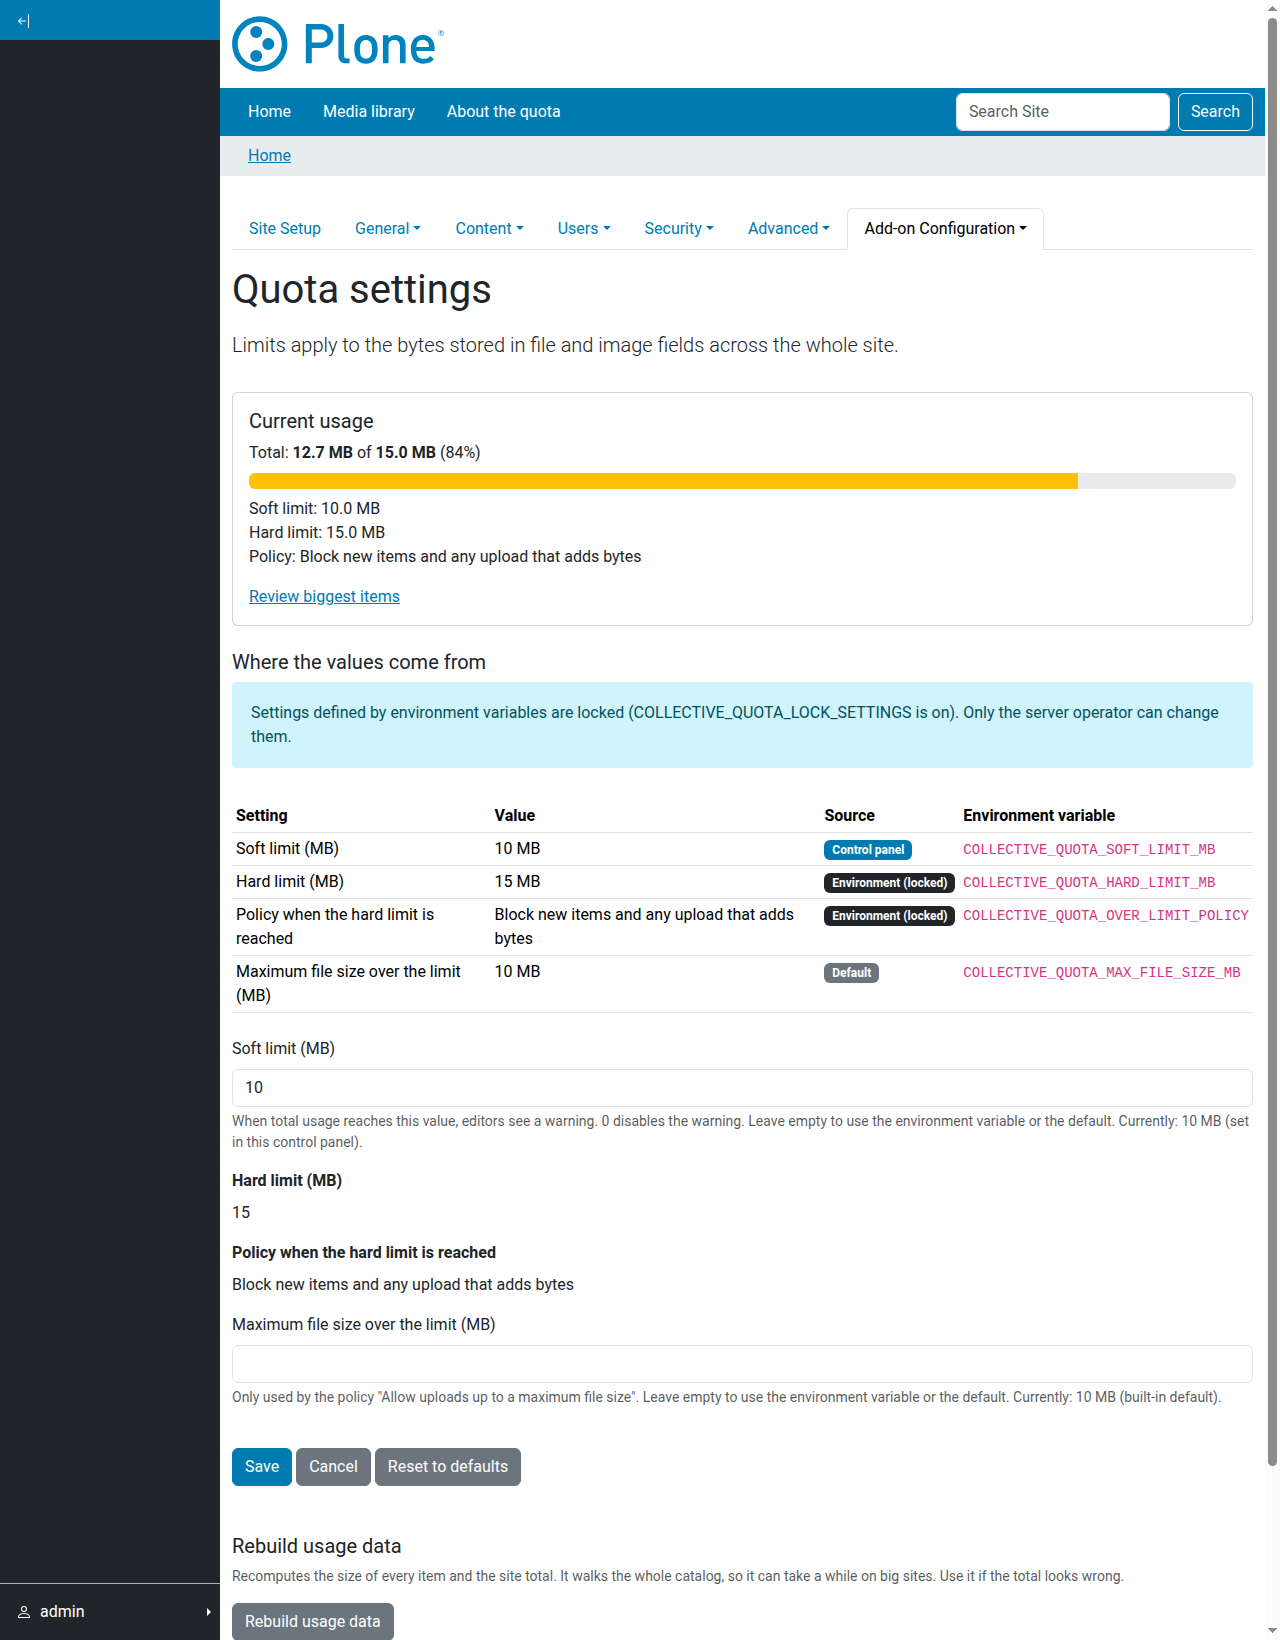 Plone®
Home Media library About the quota Search Site Search
Home
Site Setup General Content Users Security Advanced Add-on Configuration
Quota settings
Limits apply to the bytes stored in file and image fields across the whole site.
Current usage
Total: 12.7 MB of 15.0 MB (84%)
Soft limit: 10.0 MB
Hard limit: 15.0 MB
Policy: Block new items and any upload that adds bytes
Review biggest items
Where the values come from
Settings defined by environment variables are locked (COLLECTIVE_QUOTA_LOCK_SETTINGS is on). Only the server operator can change
them.
Setting Value Source Environment variable
Soft limit (MB) 10 MB Control panel COLLECTIVE_QUOTA_SOFT_LIMIT_MB
Hard limit (MB) 15 MB Environment (locked) COLLECTIVE_QUOTA_HARD_LIMIT_MB
Policy when the hard limit is Block new items and any upload that adds Environment (locked) COLLECTIVE_QUOTA_OVER_LIMIT_POLICY
reached bytes
Maximum file size over the limit 10 MB Default COLLECTIVE_QUOTA_MAX_FILE_SIZE_MB
(MB)
Soft limit (MB)
10
When total usage reaches this value, editors see a warning. 0 disables the warning. Leave empty to use the environment variable or the default. Currently: 10 MB (set
in this control panel).
Hard limit (MB)
15
Policy when the hard limit is reached
Block new items and any upload that adds bytes
Maximum file size over the limit (MB)
Only used by the policy "Allow uploads up to a maximum file size". Leave empty to use the environment variable or the default. Currently: 10 MB (built-in default).
Save Cancel Reset to defaults
Rebuild usage data
Recomputes the size of every item and the site total. It walks the whole catalog, so it can take a while on big sites. Use it if the total looks wrong.
Rebuild usage data
admin